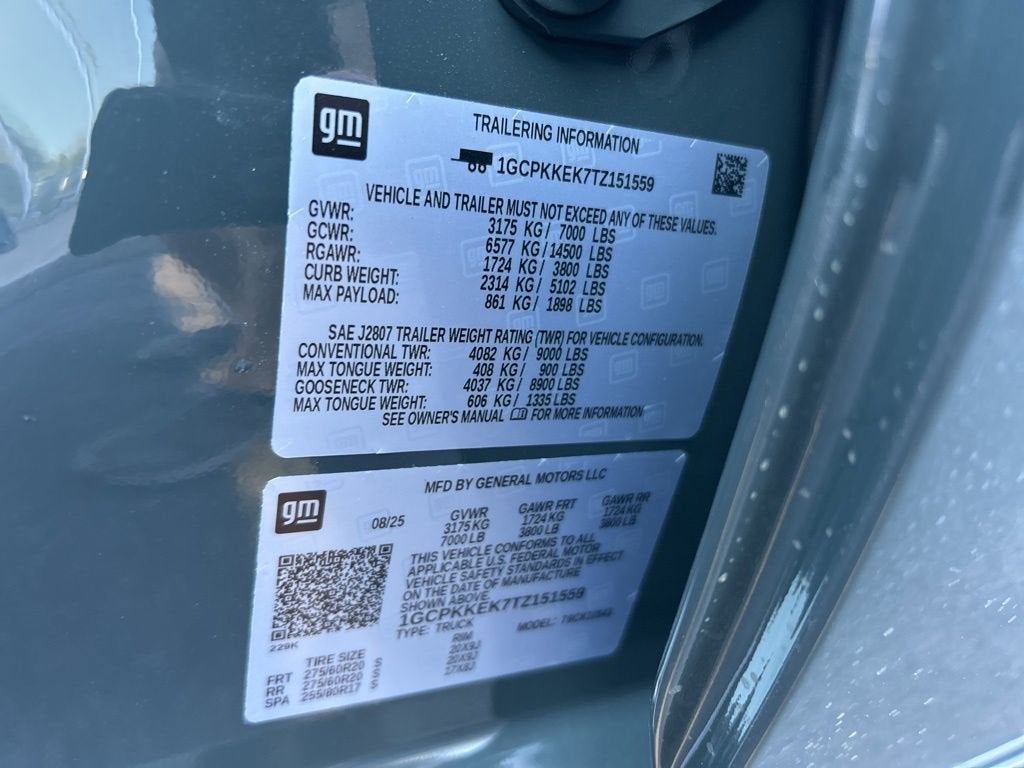 gm
TRAILERING INFORMATION
1GCPKKEK7TZ151559
VEHICLE AND TRAILER MUST NOT EXCEED ANY OF THESE VALUES.
GVWR: 3175 KG/ 7000 LBS
GCWR: 6577 KG/14500 LBS
RGAWR: 1724 KG/ 3800 LBS
CURB WEIGHT: 2314 KG/ 5102 LBS
MAX PAYLOAD: 861 KG/ 1898 LBS
SAE J2807 TRAILER WEIGHT RATING (TWR) FOR VEHICLE CONFIGURATION.
CONVENTIONAL TWR: 4082 KG/ 9000 LBS
MAX TONGUE WEIGHT: 408 KG/ 900 LBS
GOOSENECK TWR: 4037 KG/ 8900 LBS
MAX TONGUE WEIGHT: 606 KG/ 1335 LBS
SEE OWNER'S MANUAL FOR MORE INFORMATION
gm
MFD BY GENERAL MOTORS LLC
08/25
GVWR GAWR FRT GAWR RR
3175 KG 1724 KG 1724 KG
7000 LB 3800 LB 3800 LB
THIS VEHICLE CONFORMS TO ALL
APPLICABLE U.S. FEDERAL MOTOR
VEHICLE SAFETY STANDARDS IN EFFECT
ON THE DATE OF MANUFACTURE
SHOWN ABOVE.
1GCPKKEK7TZ151559
TYPE: TRUCK MODEL:
229K
TIRE SIZE RIM
FRT 275/60R20 S 20X9J
RR 275/60R20 S 20X9J
SPA 255/80R17 S 17X8J